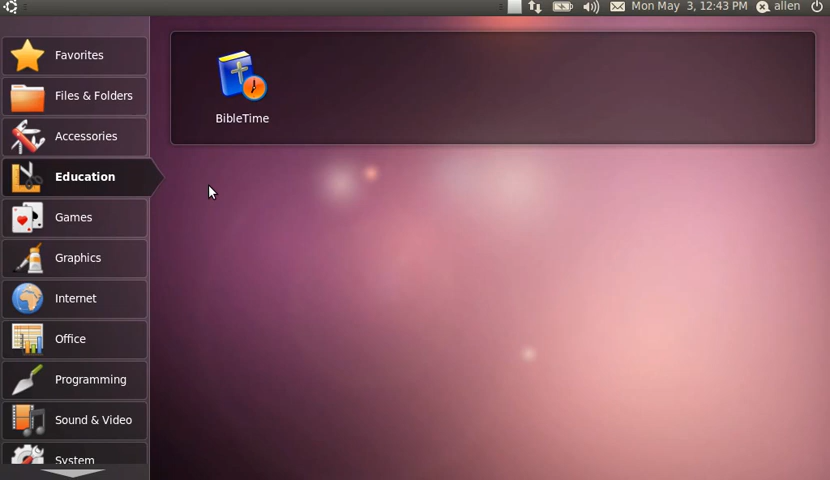 Mon May 3, 12:43 PM allen
Favorites
Files & Folders
Accessories
Education
Games
Graphics
Internet
Office
Programming
Sound & Video
System
BibleTime